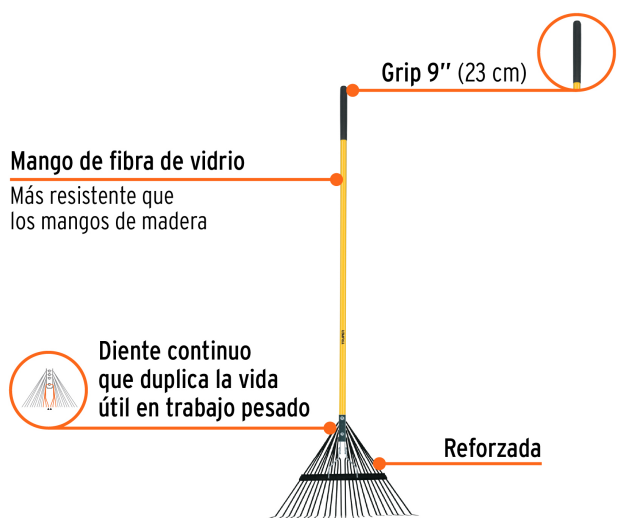 Grip 9" (23 cm)
Mango de fibra de vidrio
Más resistente que
los mangos de madera
Diente continuo
que duplica la vida
útil en trabajo pesado
Reforzada